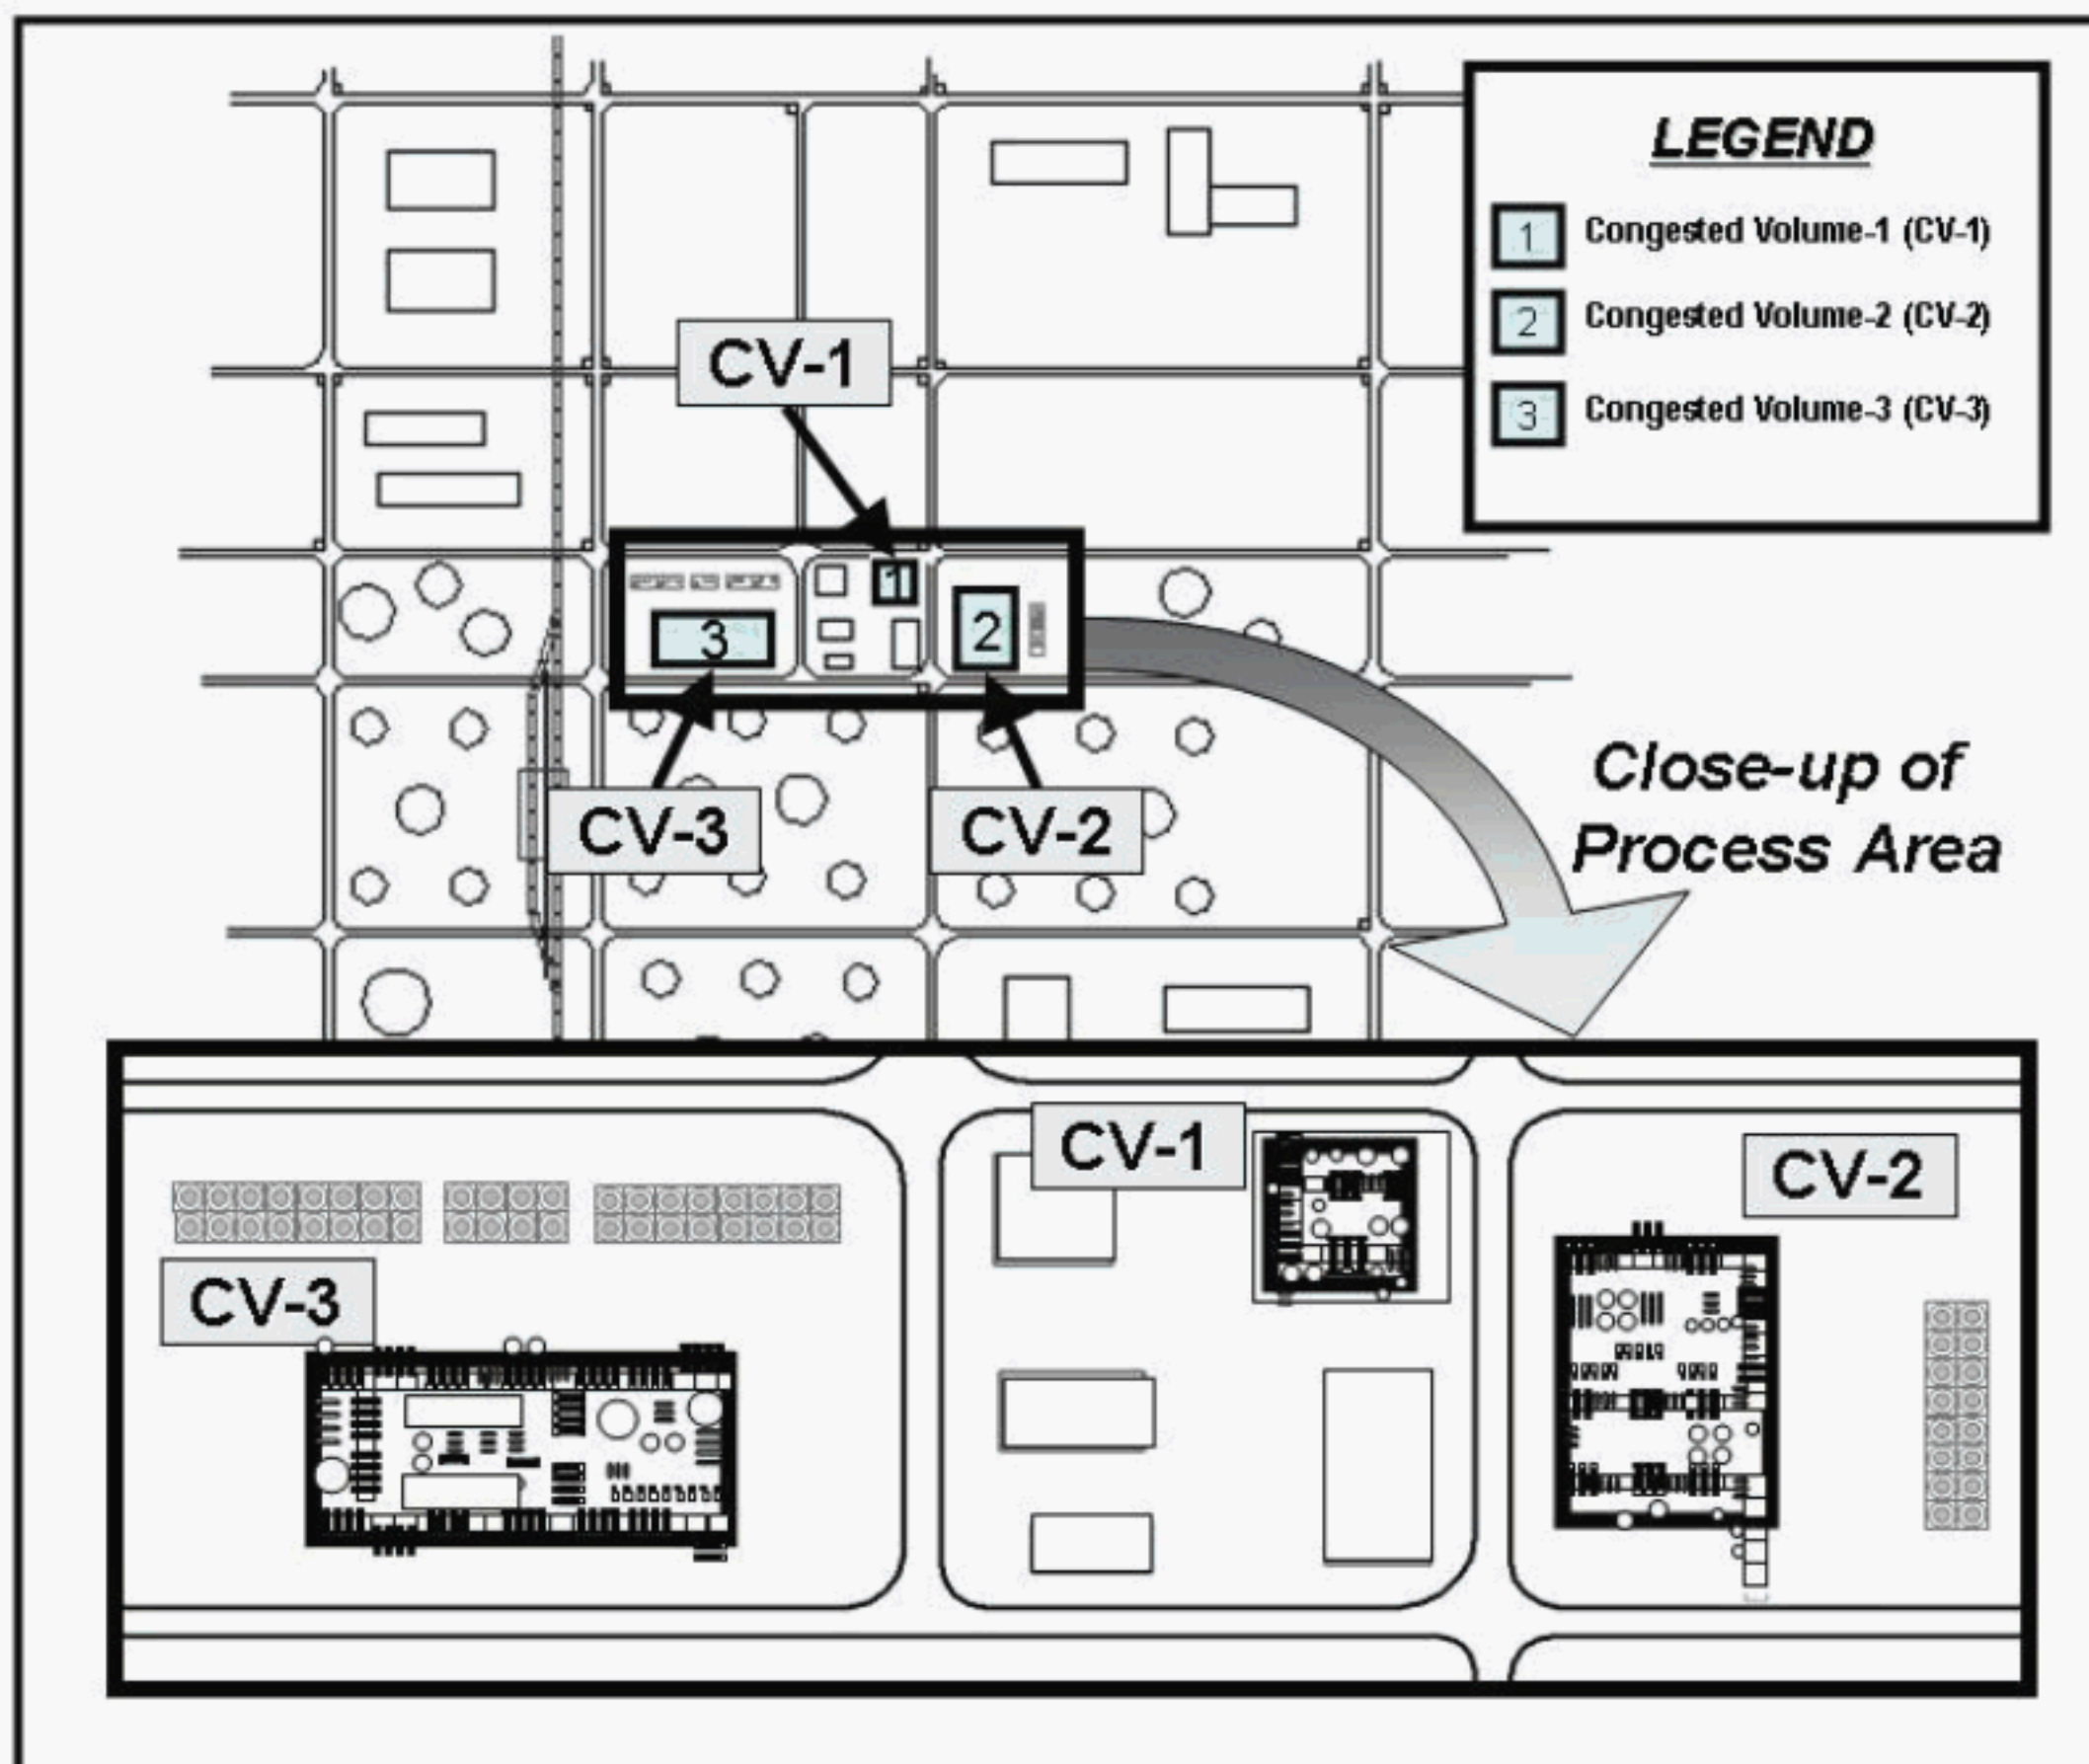 LEGEND
1 Congested Volume-1 (CV-1)
2 Congested Volume-2 (CV-2)
3 Congested Volume-3 (CV-3)
CV-1
1
2
3
CV-3
CV-2
Close-up of
Process Area
CV-1
CV-2
CV-3